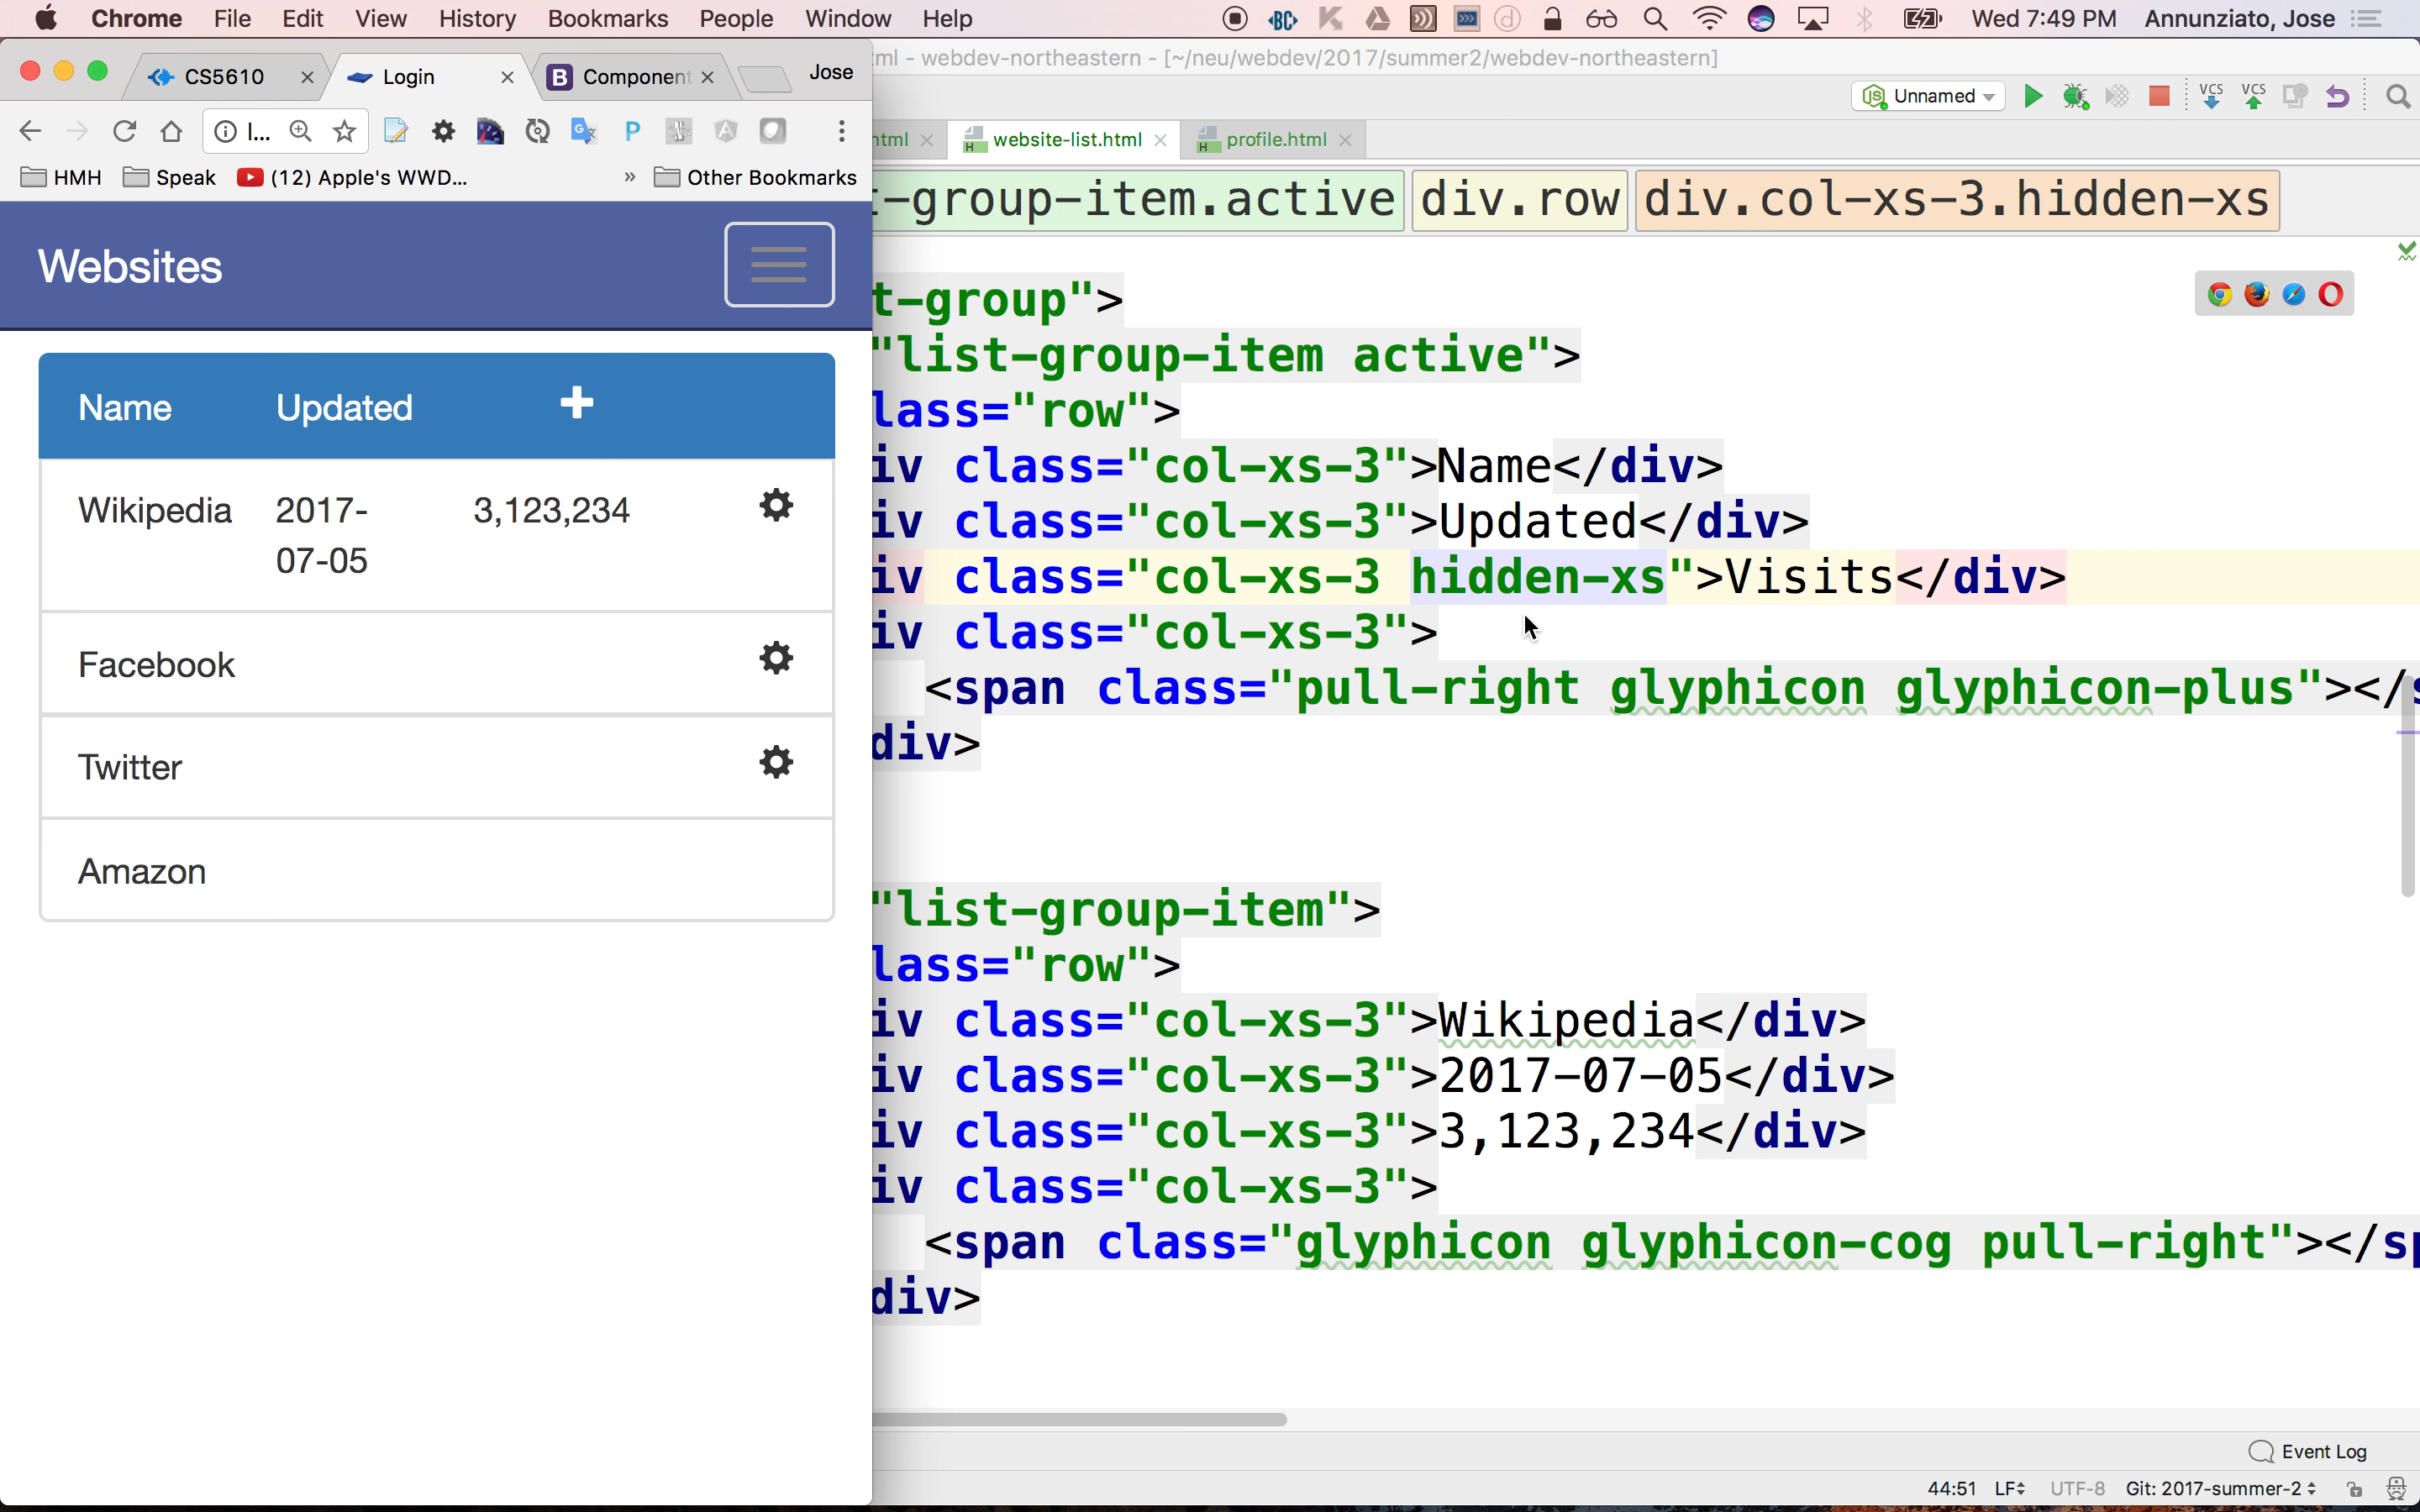 Chrome File Edit View History Bookmarks People Window Help
Wed 7:49 PM Annunziato, Jose
CS5610
Login
Component
Jose
ml - webdev-northeastern - [~/neu/webdev/2017/summer2/webdev-northeastern]
Unnamed
VCS VCS
l...
html
website-list.html
profile.html
HMH Speak (12) Apple's WWD... » Other Bookmarks
t-group-item.active div.row div.col-xs-3.hidden-xs
Websites
Name Updated
Wikipedia 2017-
07-05
3,123,234
Facebook
Twitter
Amazon
t-group">
"list-group-item active">
lass="row">
iv class="col-xs-3">Name</div>
iv class="col-xs-3">Updated</div>
iv class="col-xs-3 hidden-xs">Visits</div>
iv class="col-xs-3">
<span class="pull-right glyphicon glyphicon-plus"></s
div>
"list-group-item">
lass="row">
iv class="col-xs-3">Wikipedia</div>
iv class="col-xs-3">2017-07-05</div>
iv class="col-xs-3">3,123,234</div>
iv class="col-xs-3">
<span class="glyphicon glyphicon-cog pull-right"></sp
div>
Event Log
44:51 LF UTF-8 Git: 2017-summer-2